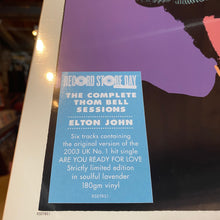 RECORD STORE DAY
THE COMPLETE
THOM BELL
SESSIONS
ELTON JOHN
Six tracks containing
the original version of the
2003 UK No. 1 hit single
ARE YOU READY FOR LOVE
Strictly limited edition
in soulful lavender
180gm vinyl